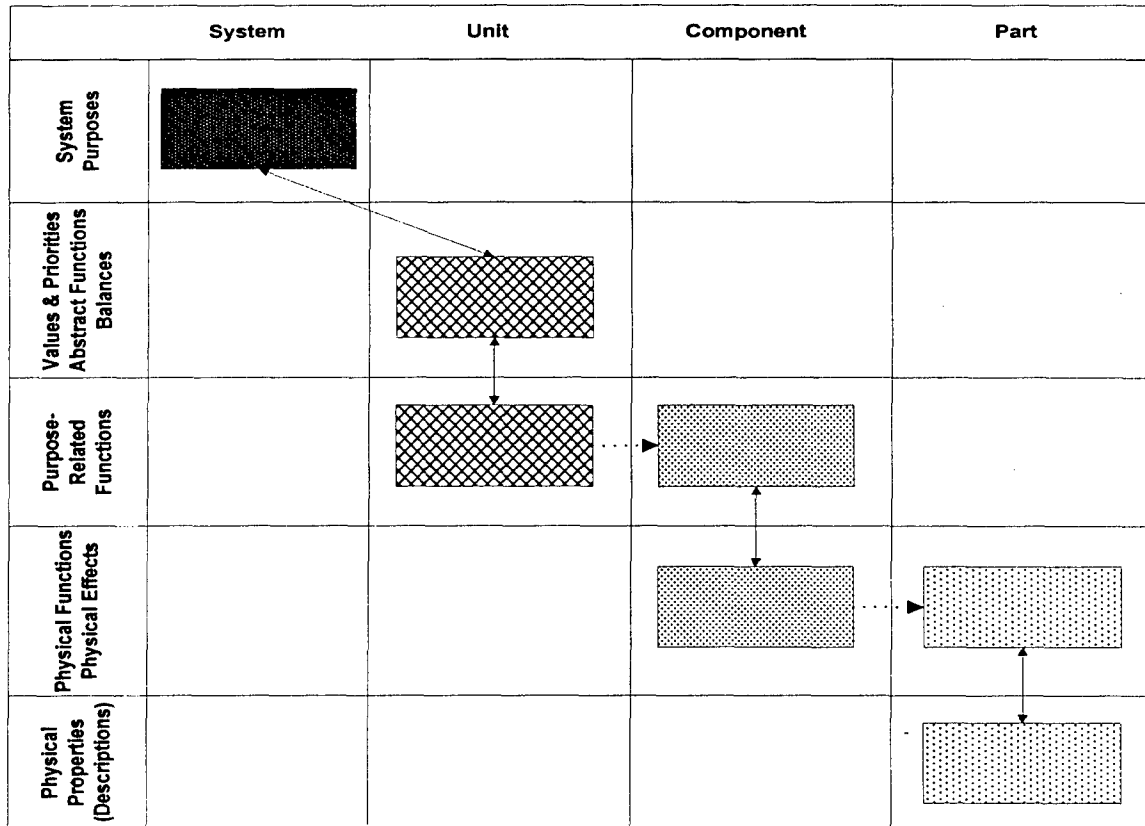 System
Unit
Component
Part
System
Purposes
Values & Priorities
Abstract Functions
Balances
Purpose-
Related
Functions
Physical Functions
Physical Effects
Physical
Properties
(Descriptions)